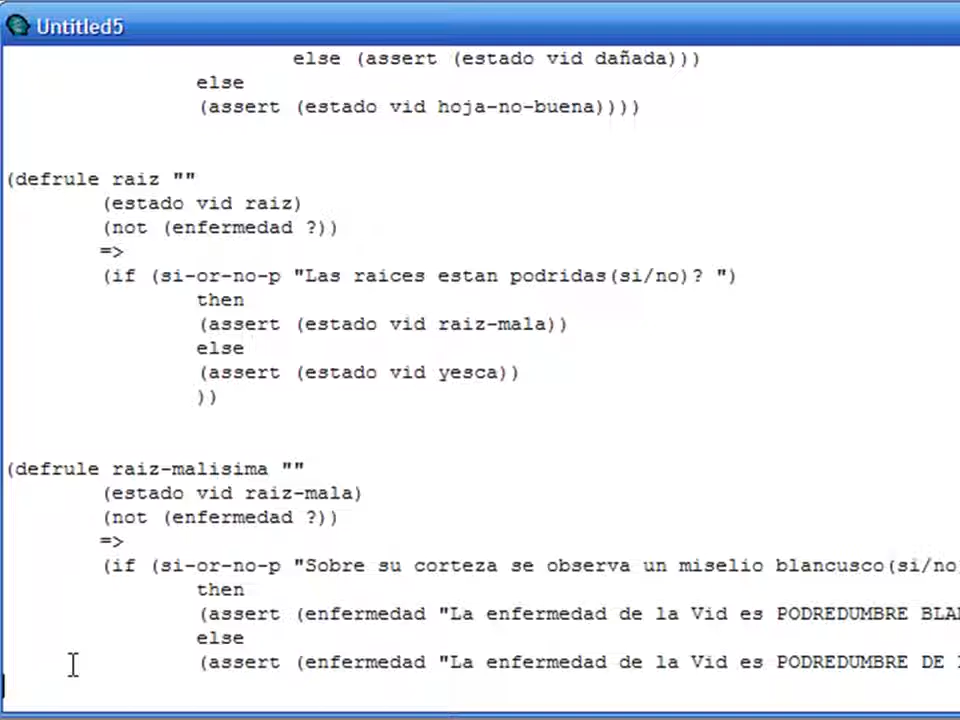 Untitled5
else (assert (estado vid dañada)))
else
(assert (estado vid hoja-no-buena))))
(defrule raiz ""
(estado vid raiz)
(not (enfermedad ?))
=>
(if (si-or-no-p "Las raices estan podridas(si/no)? ")
then
(assert (estado vid raiz-mala))
else
(assert (estado vid yesca))
))
(defrule raiz-malisima ""
(estado vid raiz-mala)
(not (enfermedad ?))
=>
(if (si-or-no-p "Sobre su corteza se observa un miselio blancusco(si/no)
then
(assert (enfermedad "La enfermedad de la Vid es PODREDUMBRE BLA
else
(assert (enfermedad "La enfermedad de la Vid es PODREDUMBRE DE